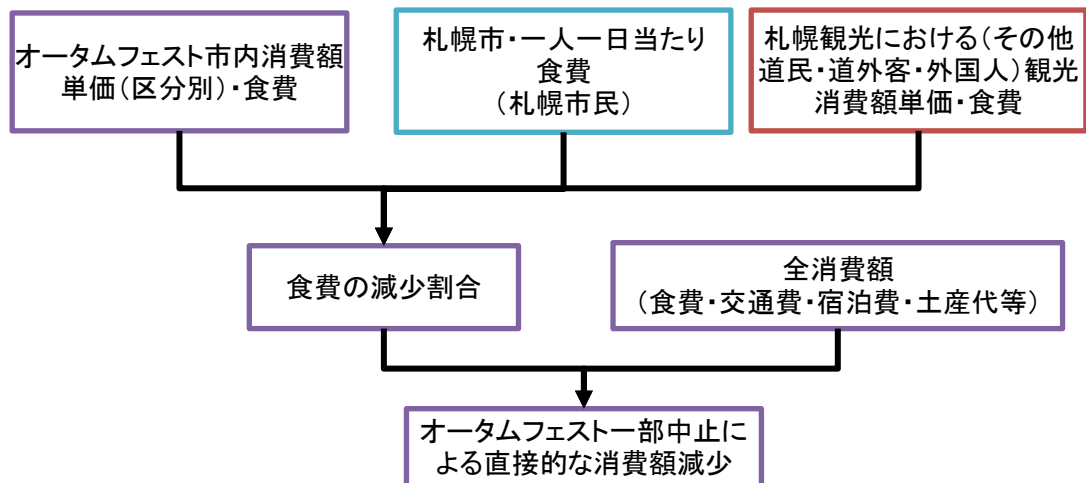 オータムフェスト市内消費額
単価(区分別)・食費
札幌市・一人一日当たり
食費
(札幌市民)
札幌観光における(その他
道民・道外客・外国人)観光
消費額単価・食費
食費の減少割合
全消費額
(食費・交通費・宿泊費・土産代等)
オータムフェスト一部中止に
よる直接的な消費額減少